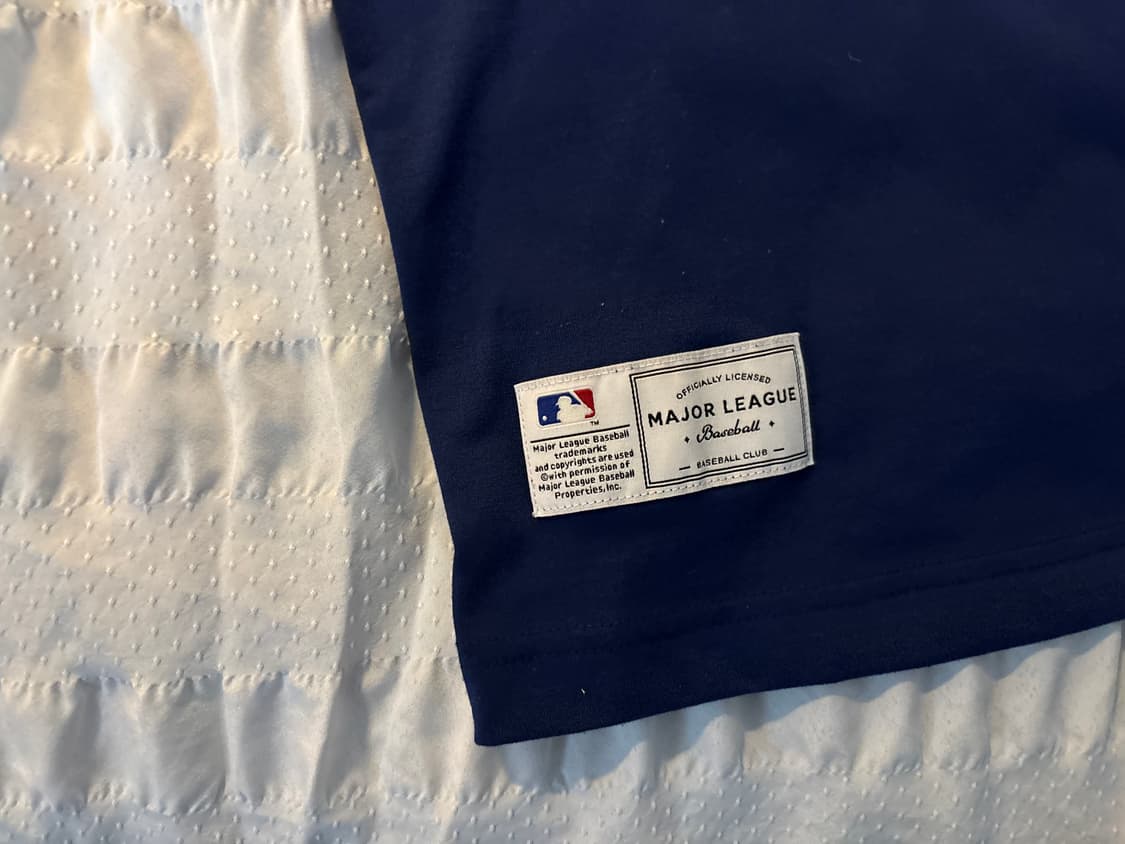 TM
Major League Baseball
trademarks
and copyrights are used
©with permission of
Major League Baseball
Properties, Inc.
OFFICIALLY LICENSED
MAJOR LEAGUE
Baseball
BASEBALL CLUB